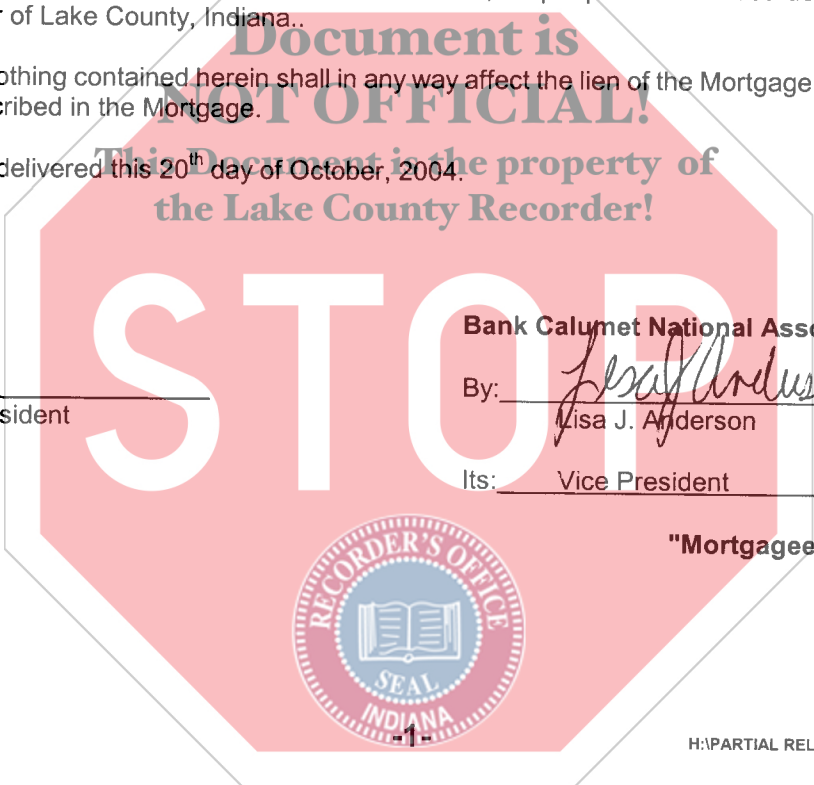 r of Lake County, Indiana..
Document is
othing contained herein shall in any way affect the lien of the Mortgage
NOT OFFICIAL!
cribed in the Mortgage.
This Document is the property of
delivered this 20th day of October, 2004.
the Lake County Recorder!
STOP
Bank Calumet National Asso
By:
sident
Lisa J. Anderson
Its: Vice President
"Mortgagee
RECORDER'S OFFICE
SEAL
INDIANA
-1-
H:\PARTIAL REL